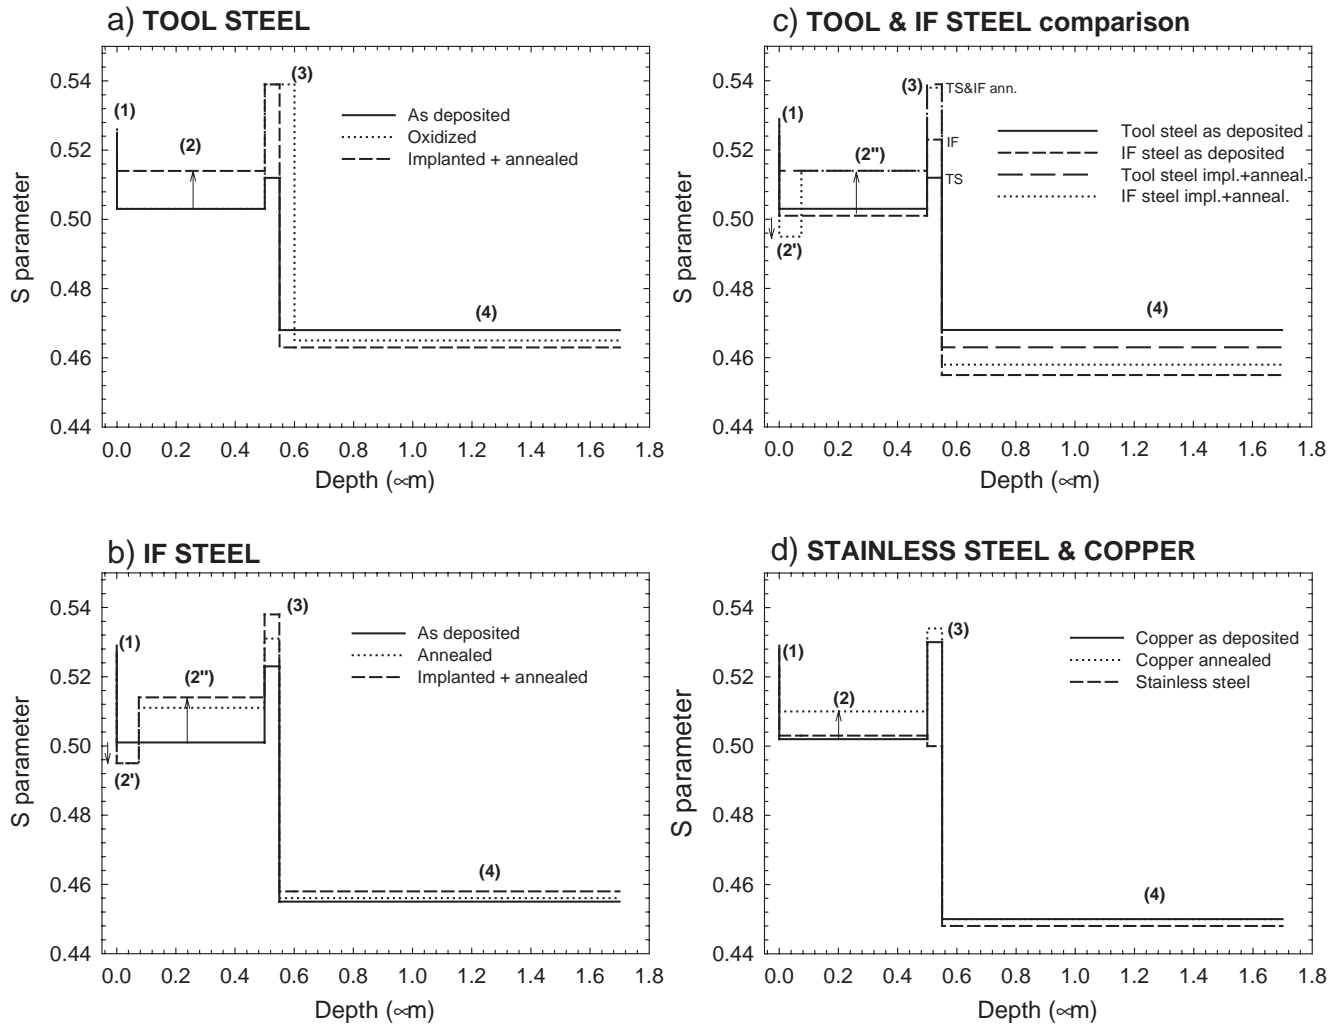 a) TOOL STEEL
0.54
0.52
0.50
0.48
0.46
0.44
S parameter
(1)
(2)
(3)
(4)
As deposited
Oxidized
Implanted + annealed
0.0 0.2 0.4 0.6 0.8 1.0 1.2 1.4 1.6 1.8
Depth (∝m)
c) TOOL & IF STEEL comparison
0.54
0.52
0.50
0.48
0.46
0.44
S parameter
(1)
(2')
(2'')
(3)
TS&IF ann.
IF
TS
(4)
Tool steel as deposited
IF steel as deposited
Tool steel impl.+anneal.
IF steel impl.+anneal.
0.0 0.2 0.4 0.6 0.8 1.0 1.2 1.4 1.6 1.8
Depth (∝m)
b) IF STEEL
0.54
0.52
0.50
0.48
0.46
0.44
S parameter
(1)
(2')
(2'')
(3)
(4)
As deposited
Annealed
Implanted + annealed
0.0 0.2 0.4 0.6 0.8 1.0 1.2 1.4 1.6 1.8
Depth (∝m)
d) STAINLESS STEEL & COPPER
0.54
0.52
0.50
0.48
0.46
0.44
S parameter
(1)
(2)
(3)
(4)
Copper as deposited
Copper annealed
Stainless steel
0.0 0.2 0.4 0.6 0.8 1.0 1.2 1.4 1.6 1.8
Depth (∝m)